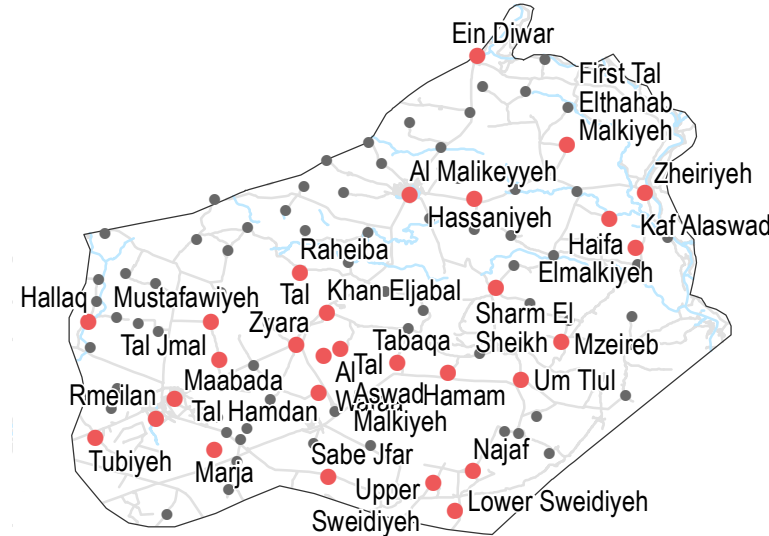 Ein Diwar
First Tal
Elthahab
Malkiyeh
Al Malikeyyeh
Zheiriyeh
Hassaniyeh
Kaf Alaswad
Haifa
Raheiba
Elmalkiyeh
Tal
Khan Eljabal
Hallaq
Mustafawiyeh
Sharm El
Sheikh
Zyara
Tabaqa
Mzeireb
Tal Jmal
Tal
Al
Aswad
Malkiyeh
Maabada
Hamam
Um Tlul
Rmeilan
Tal Hamdan
Tubiyeh
Marja
Sabe Jfar
Najaf
Upper
Sweidiyeh
Lower Sweidiyeh